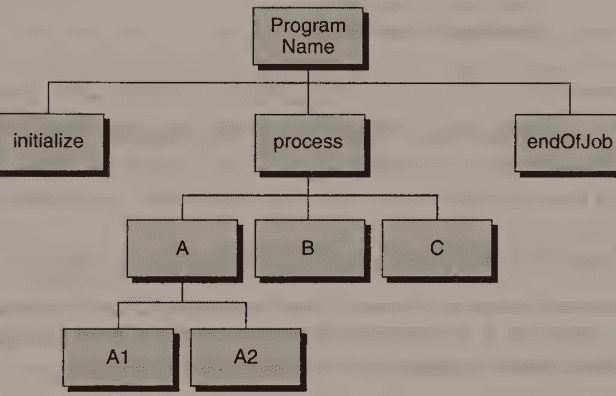 Program
Name
initialize
process
endOfJob
A
B
C
A1
A2